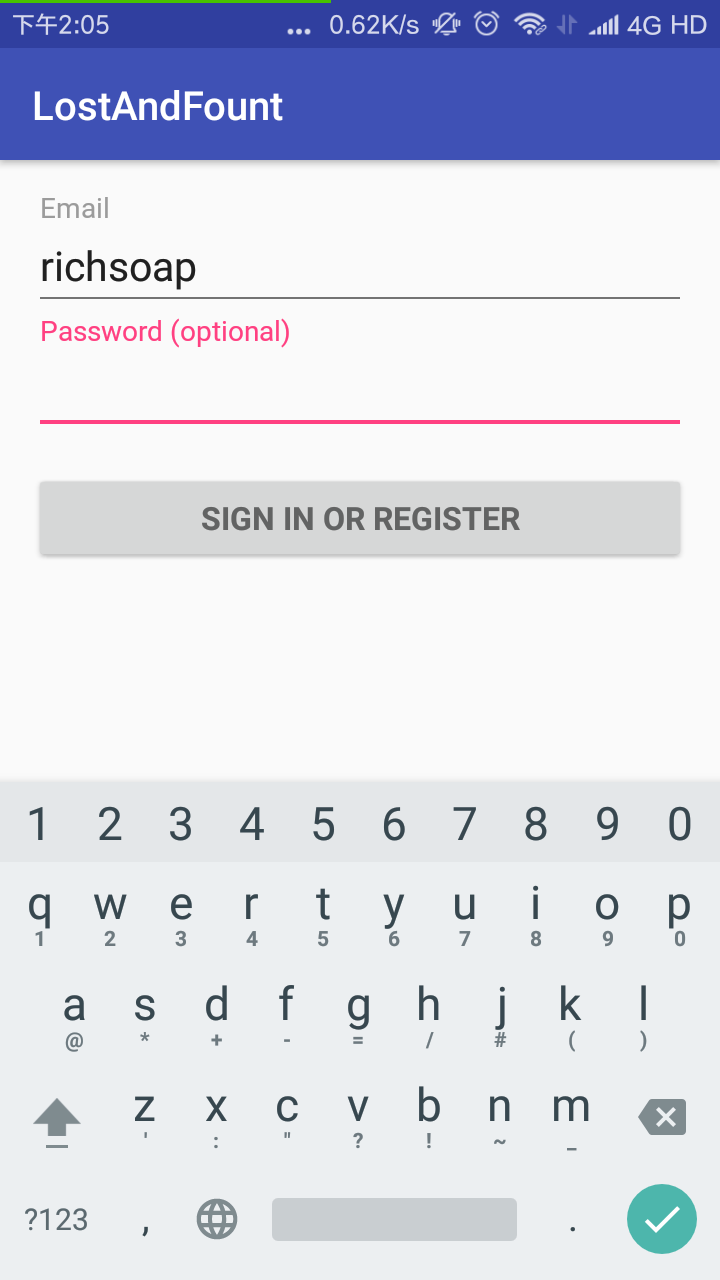 下午2:05 ... 0.62K/s 4G HD
LostAndFount
Email
richsoap
Password (optional)
SIGN IN OR REGISTER
1 2 3 4 5 6 7 8 9 0
q w e r t y u i o p
1 2 3 4 5 6 7 8 9 0
a s d f g h j k l
@ * + - = / # ( )
z x c v b n m
' : " ? ! ~ _
?123 , .